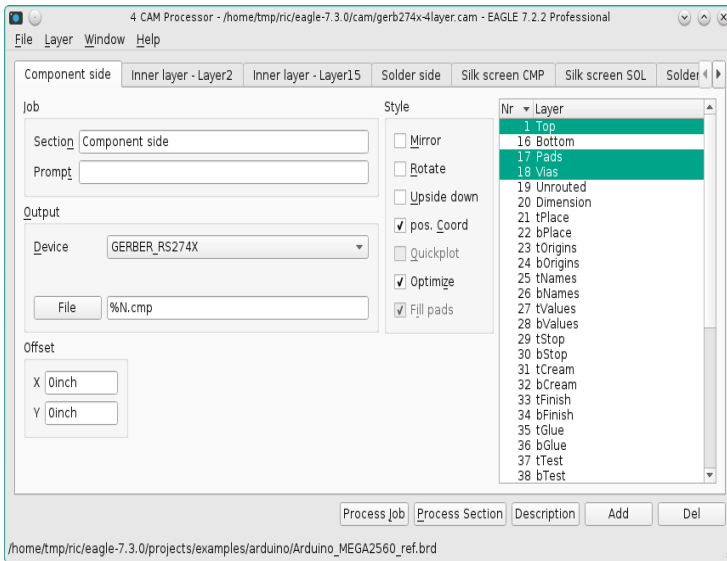 4 CAM Processor - /home/tmp/ric/eagle-7.3.0/cam/gerb274x-4layer.cam - EAGLE 7.2.2 Professional
File Layer Window Help
Component side Inner layer - Layer2 Inner layer - Layer15 Solder side Silk screen CMP Silk screen SOL Solder
Job
Section Component side
Prompt
Output
Device GERBER_RS274X
File %N.cmp
Offset
X 0inch
Y 0inch
Style
Mirror
Rotate
Upside down
pos. Coord
Quickplot
Optimize
Fill pads
Nr Layer
1 Top
16 Bottom
17 Pads
18 Vias
19 Unrouted
20 Dimension
21 tPlace
22 bPlace
23 tOrigins
24 bOrigins
25 tNames
26 bNames
27 tValues
28 bValues
29 tStop
30 bStop
31 tCream
32 bCream
33 tFinish
34 bFinish
35 tGlue
36 bGlue
37 tTest
38 bTest
Process Job Process Section Description Add Del
/home/tmp/ric/eagle-7.3.0/projects/examples/arduino/Arduino_MEGA2560_ref.brd